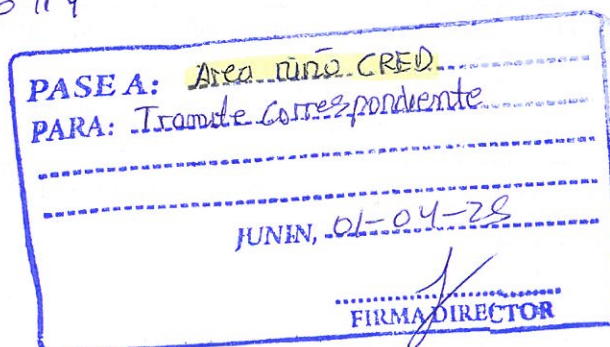 PASE A: Area niño CRED
PARA: Tramite Correspondiente
JUNIN, 01-04-25
FIRMA DIRECTOR